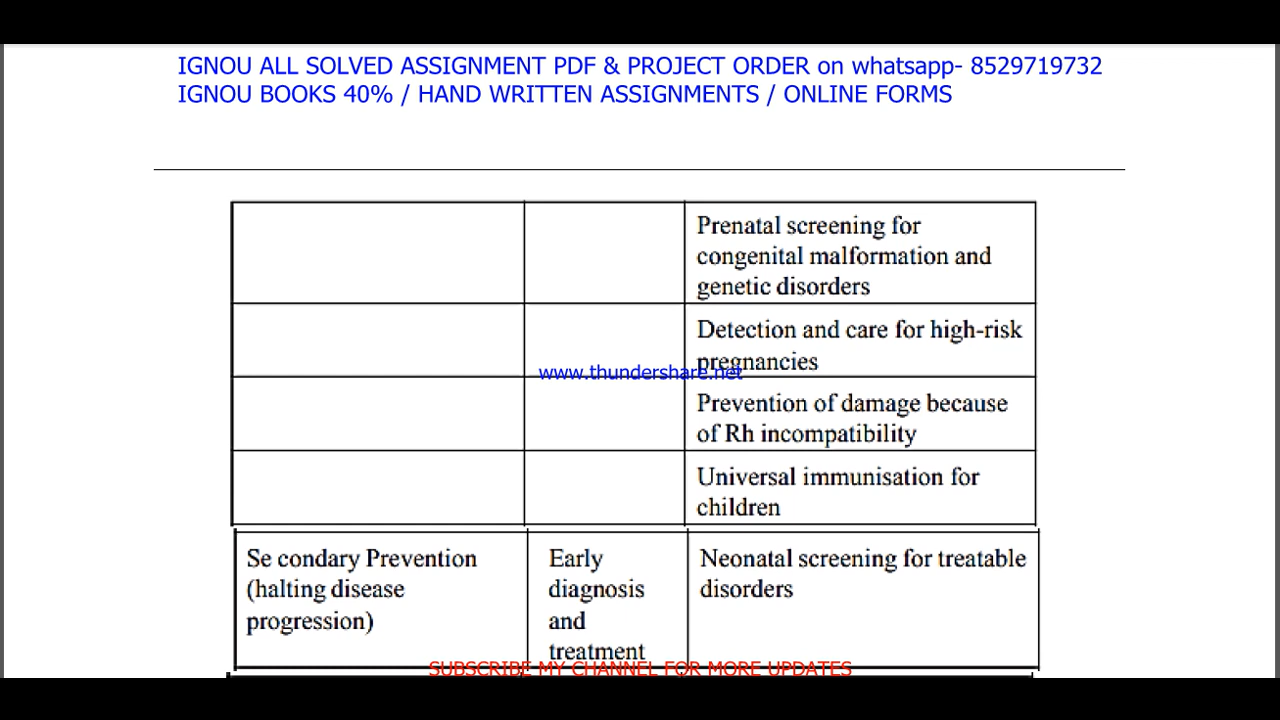 IGNOU ALL SOLVED ASSIGNMENT PDF & PROJECT ORDER on whatsapp- 8529719732
IGNOU BOOKS 40% / HAND WRITTEN ASSIGNMENTS / ONLINE FORMS
Prenatal screening for
congenital malformation and
genetic disorders
Detection and care for high-risk
pregnancies
www.thundershare.net
Prevention of damage because
of Rh incompatibility
Universal immunisation for
children
Se condary Prevention
(halting disease
progression)
Early
diagnosis
and
treatment
Neonatal screening for treatable
disorders
SUBSCRIBE MY CHANNEL FOR MORE UPDATES